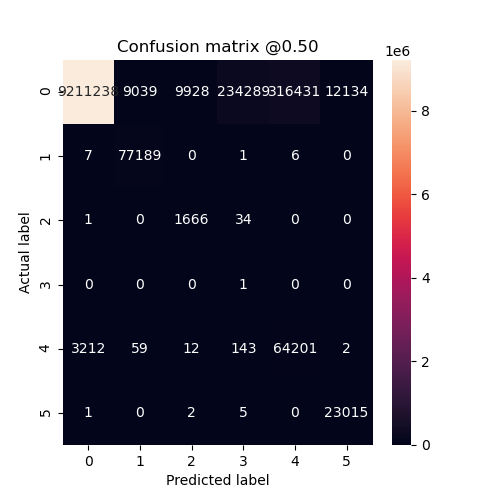 Confusion matrix @0.50
1e6
0 9211238 9039 9928 234289 316431 12134
1 7 77189 0 1 6 0
2 1 0 1666 34 0 0
3 0 0 0 1 0 0
4 3212 59 12 143 64201 2
5 1 0 2 5 0 23015
0 1 2 3 4 5
Actual label
Predicted label
8
6
4
2
0